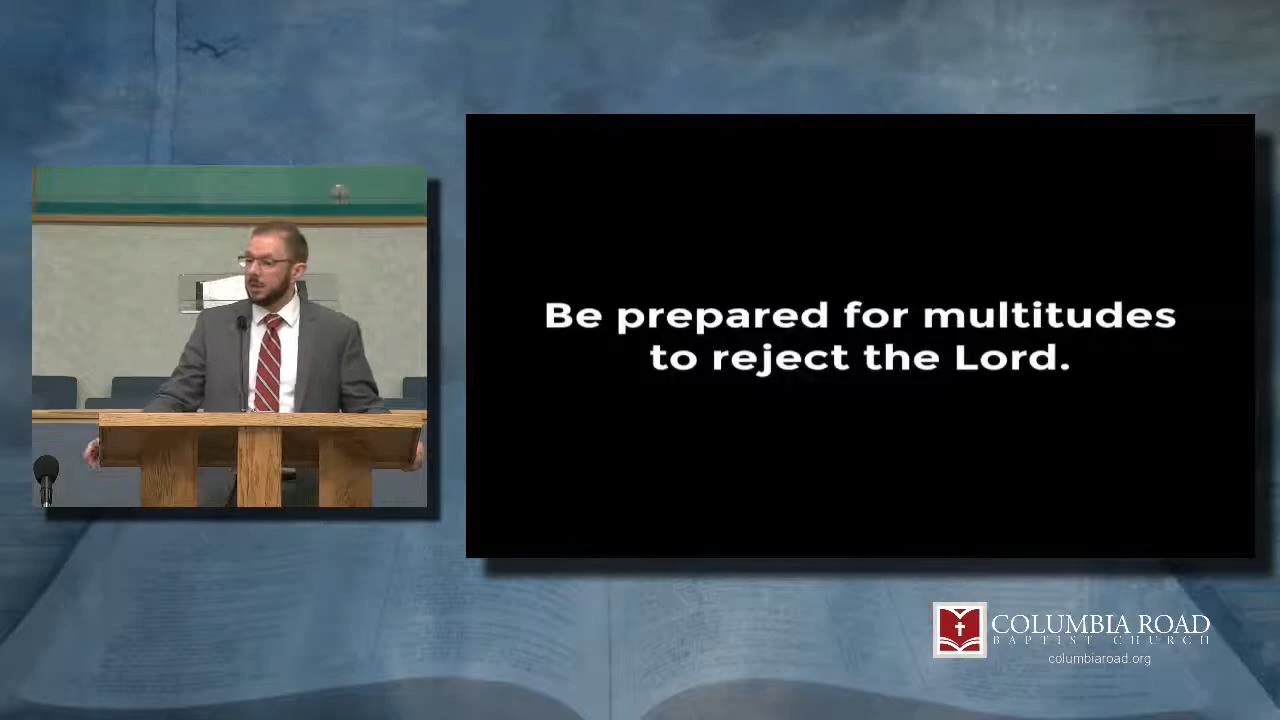 Be prepared for multitudes
to reject the Lord.
COLUMBIA ROAD
BAPTIST CHURCH
columbiaroad.org